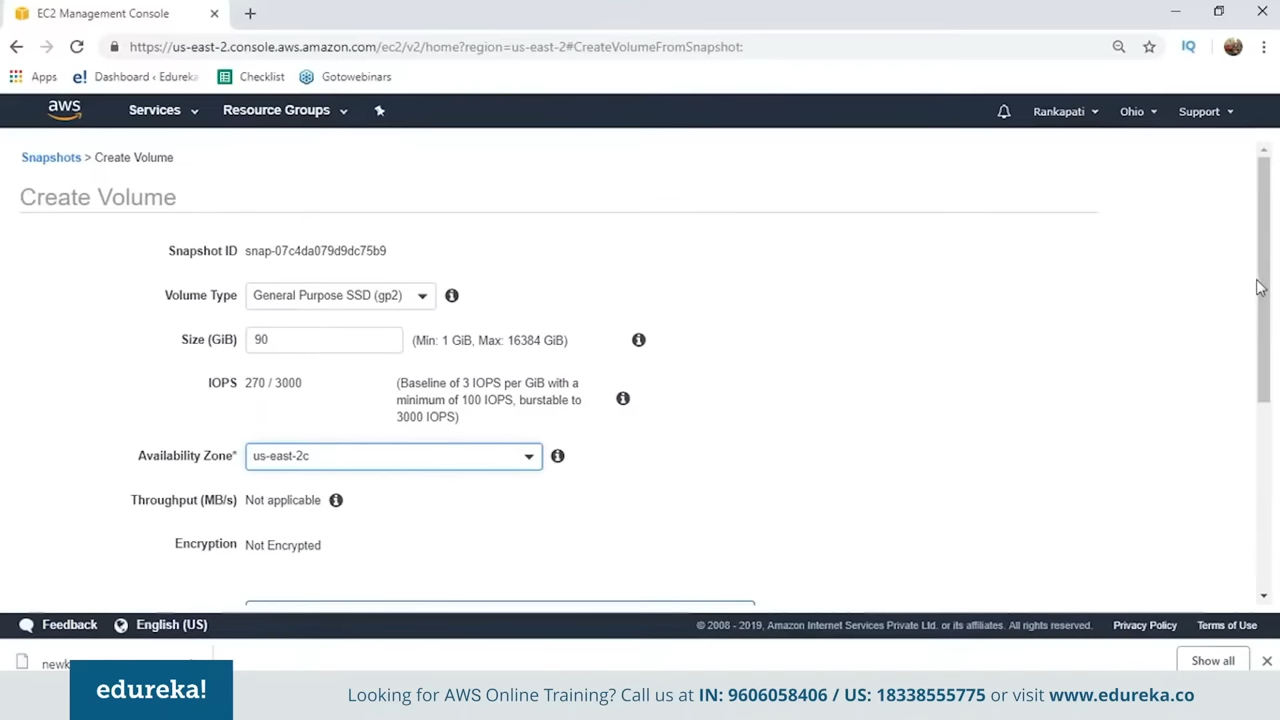 EC2 Management Console
https://us-east-2.console.aws.amazon.com/ec2/v2/home?region=us-east-2#CreateVolumeFromSnapshot:
IQ
Apps
e! Dashboard ‹ Edureka
Checklist
Gotowebinars
aws
Services
Resource Groups
Rankapati
Ohio
Support
Snapshots > Create Volume
Create Volume
Snapshot ID snap-07c4da079d9dc75b9
Volume Type General Purpose SSD (gp2)
Size (GiB) 90 (Min: 1 GiB, Max: 16384 GiB)
IOPS 270 / 3000 (Baseline of 3 IOPS per GiB with a
minimum of 100 IOPS, burstable to
3000 IOPS)
Availability Zone* us-east-2c
Throughput (MB/s) Not applicable
Encryption Not Encrypted
Feedback
English (US)
© 2008 - 2019, Amazon Internet Services Private Ltd. or its affiliates. All rights reserved.
Privacy Policy
Terms of Use
Show all
edureka!
Looking for AWS Online Training? Call us at IN: 9606058406 / US: 18338555775 or visit www.edureka.co